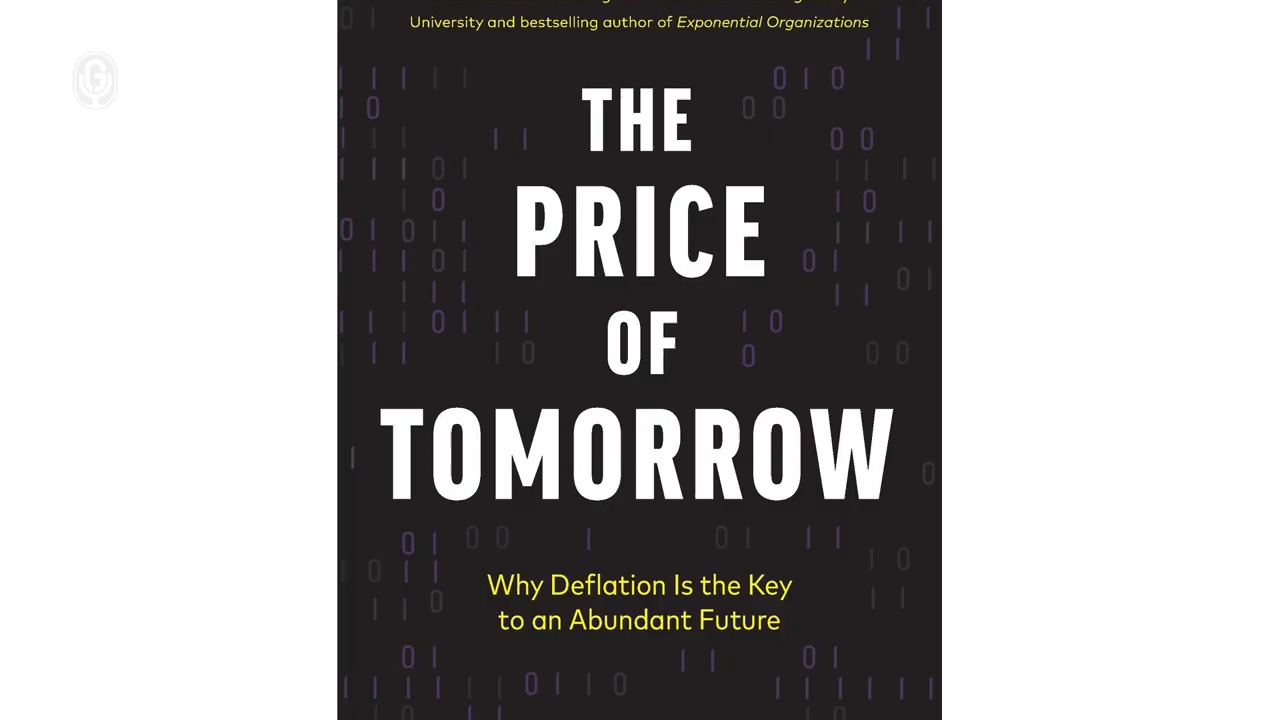 University and bestselling author of Exponential Organizations
THE
PRICE
OF
TOMORROW
Why Deflation Is the Key
to an Abundant Future